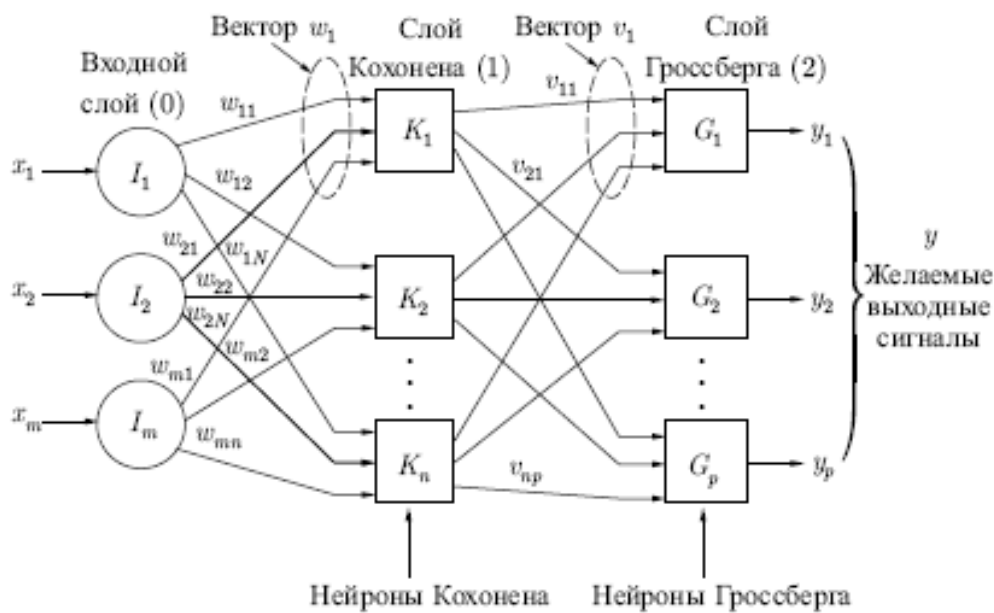 Вектор w₁
Слой
Кохонена (1)
Вектор v₁
Слой
Гроссберга (2)
Входной
слой (0)
w₁₁
v₁₁
x₁
I₁
K₁
G₁
y₁
w₁₂
v₂₁
w₂₁
w₁N
y
Желаемые
выходные
сигналы
x₂
I₂
w₂₂
K₂
G₂
y₂
w₂N
wₘ₂
wₘ₁
xₘ
Iₘ
wₘₙ
Kₙ
vₙₚ
Gₚ
yₚ
Нейроны Кохонена
Нейроны Гроссберга